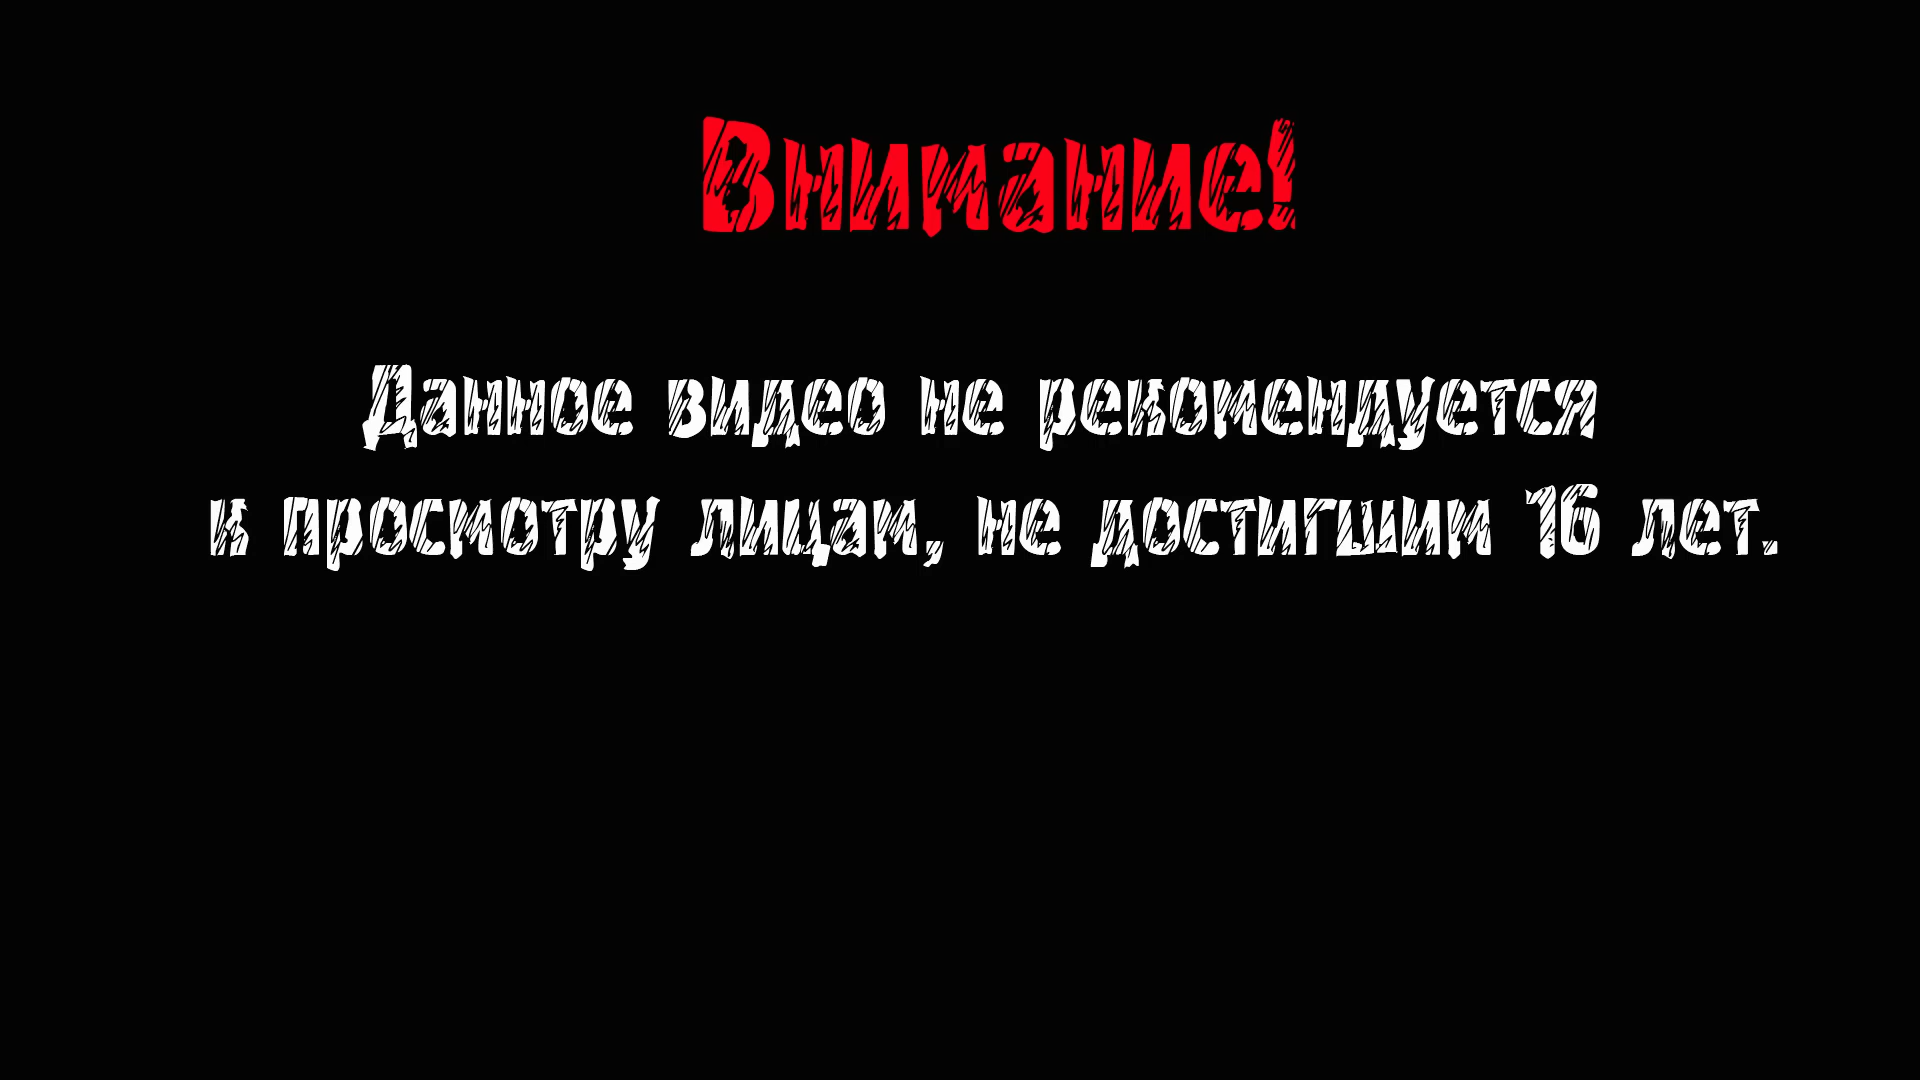 Внимание!
Данное видео не рекомендуется
к просмотру лицам, не достигшим 16 лет.